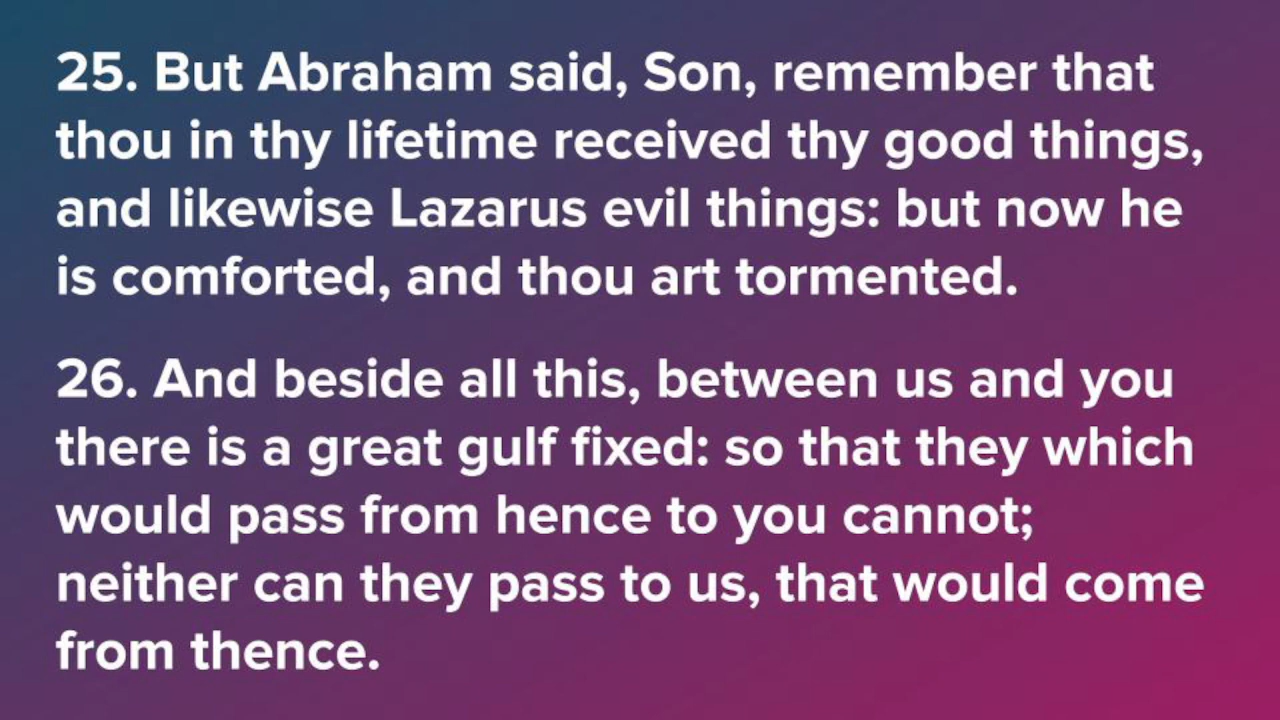 25. But Abraham said, Son, remember that
thou in thy lifetime received thy good things,
and likewise Lazarus evil things: but now he
is comforted, and thou art tormented.
26. And beside all this, between us and you
there is a great gulf fixed: so that they which
would pass from hence to you cannot;
neither can they pass to us, that would come
from thence.